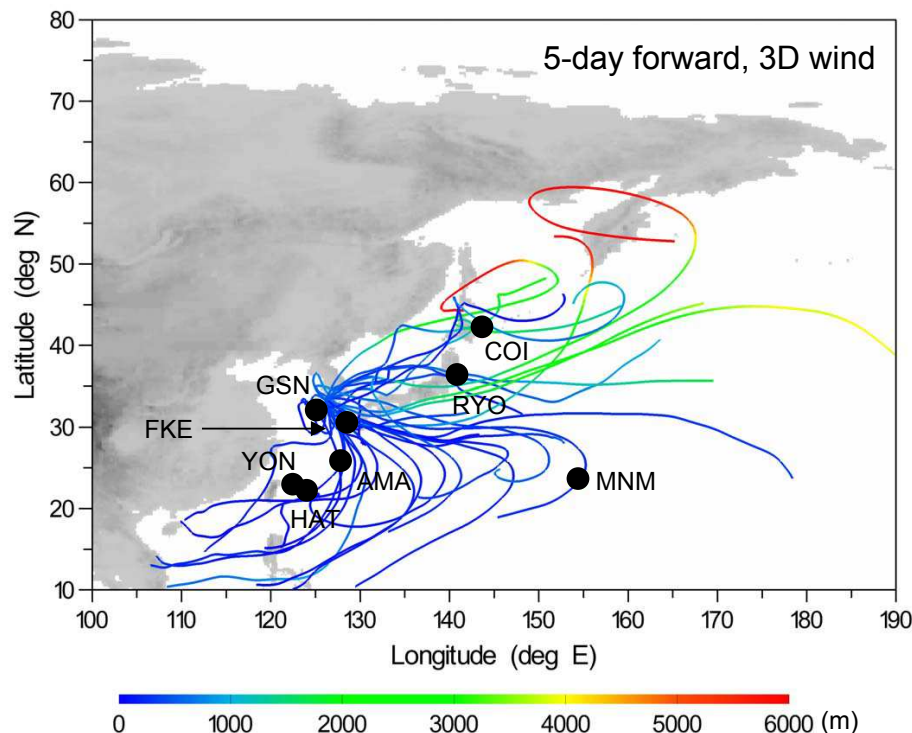 5-day forward, 3D wind
80
70
60
50
40
30
20
10
Latitude (deg N)
COI
GSN
RYO
FKE
YON
AMA
MNM
HAT
100 110 120 130 140 150 160 170 180 190
Longitude (deg E)
0 1000 2000 3000 4000 5000 6000 (m)